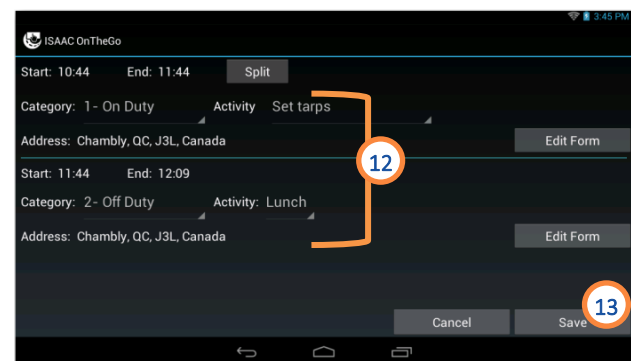 3:45 PM
ISAAC OnTheGo
Start: 10:44 End: 11:44 Split
Category: 1- On Duty Activity Set tarps
Address: Chambly, QC, J3L, Canada Edit Form
12
Start: 11:44 End: 12:09
Category: 2- Off Duty Activity: Lunch
Address: Chambly, QC, J3L, Canada Edit Form
13
Cancel Save